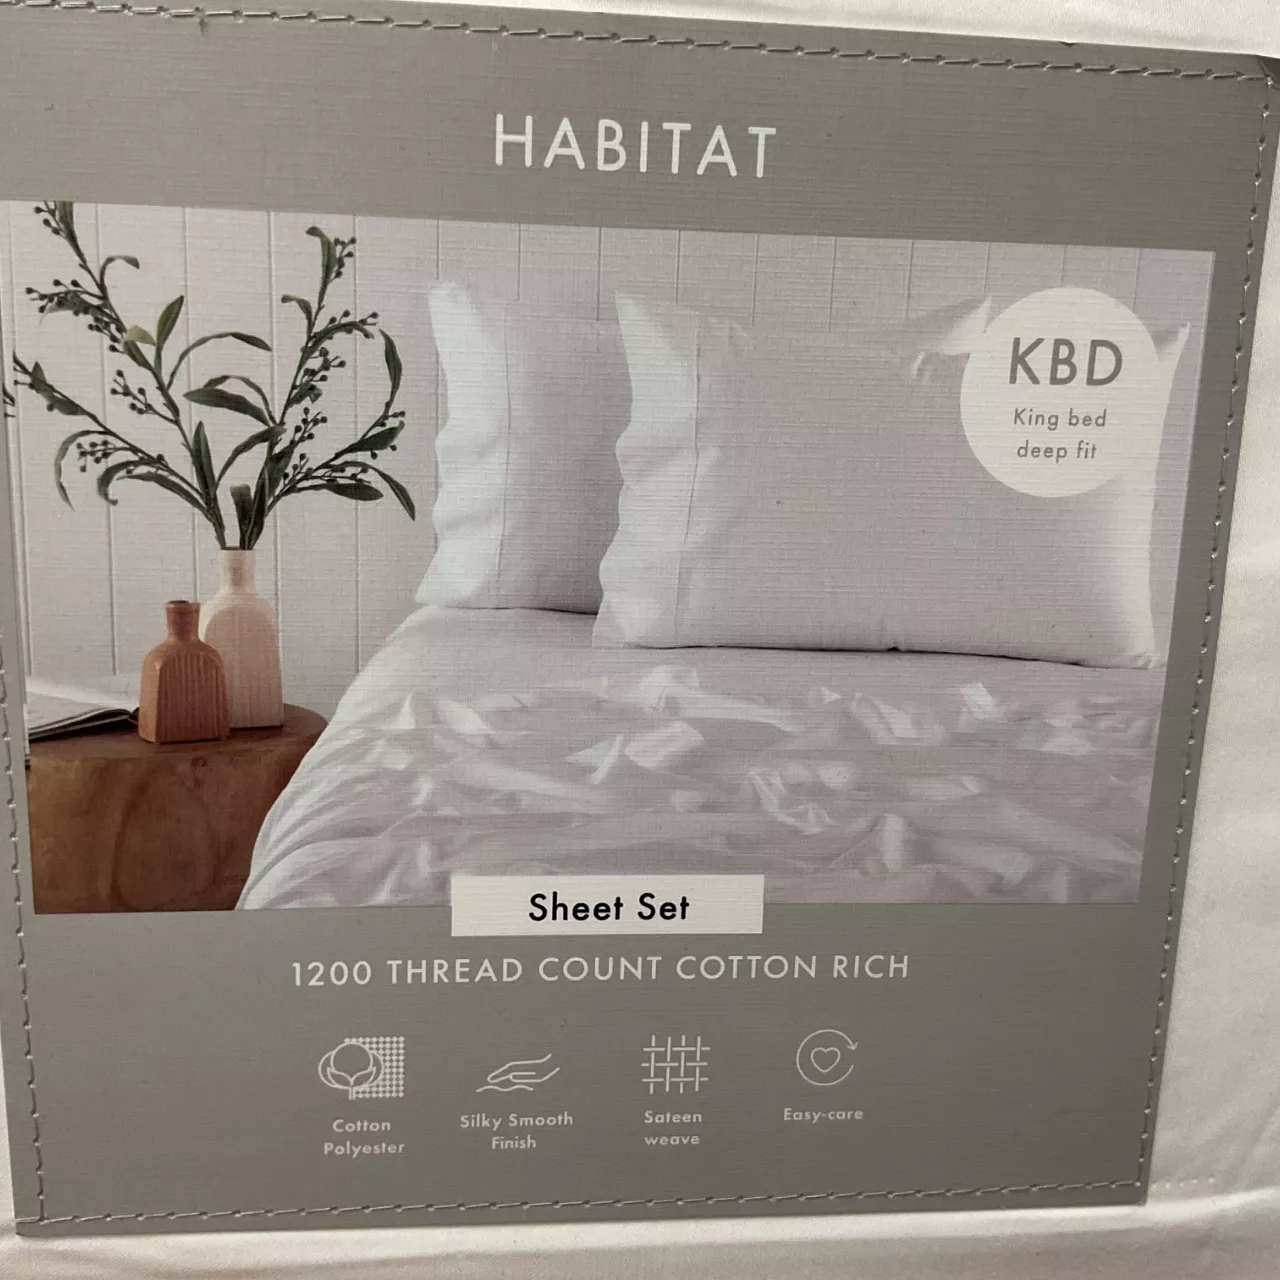 HABITAT
KBD
King bed
deep fit
Sheet Set
1200 THREAD COUNT COTTON RICH
Cotton
Polyester
Silky Smooth
Finish
Sateen
weave
Easy-care